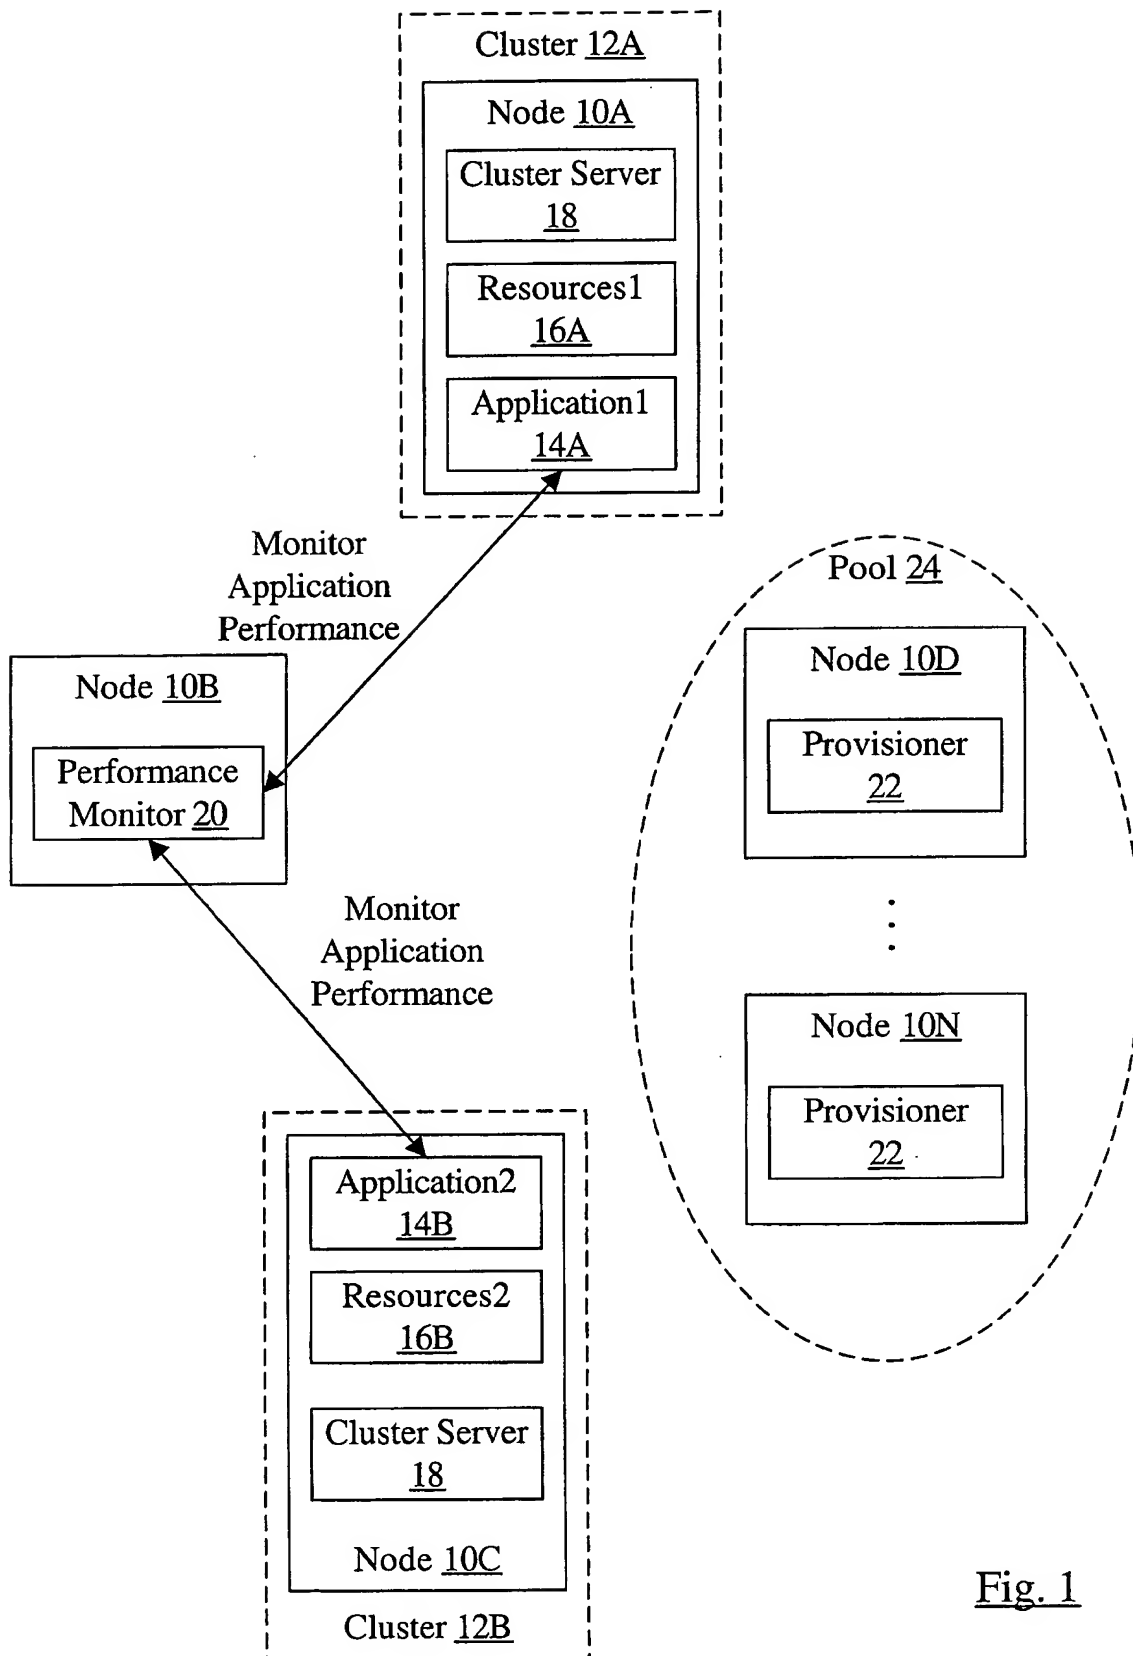 Cluster 12A
Node 10A
Cluster Server
18
Resources1
16A
Application1
14A
Monitor
Application
Performance
Pool 24
Node 10D
Provisioner
22
Node 10B
Performance
Monitor 20
Monitor
Application
Performance
Node 10N
Provisioner
22
Application2
14B
Resources2
16B
Cluster Server
18
Node 10C
Cluster 12B
Fig. 1